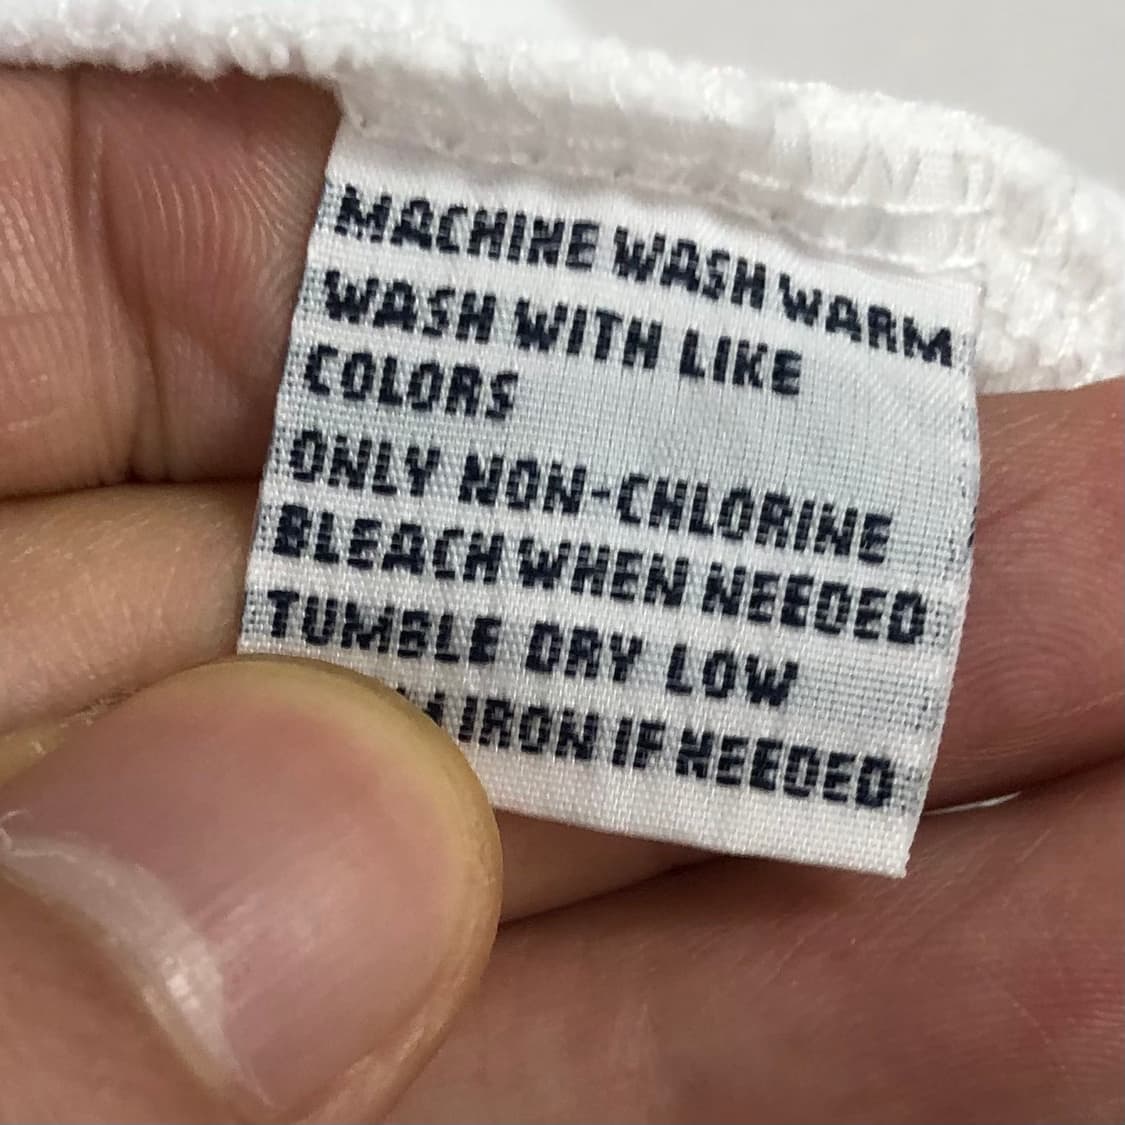 MACHINE WASH WARM
WASH WITH LIKE
COLORS
ONLY NON-CHLORINE
BLEACH WHEN NEEDED
TUMBLE DRY LOW
IRON IF NEEDED